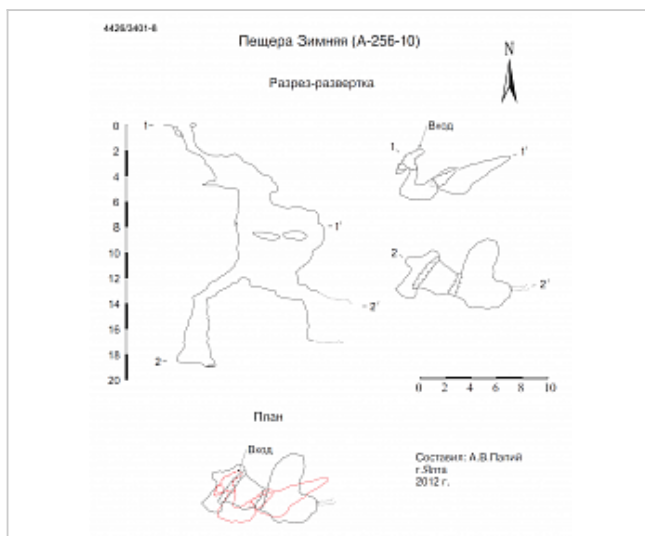 4426/3401-8
Пещера Зимняя (А-256-10)
N
Разрез-развертка
0
2
4
6
8
10
12
14
16
18
20
1
1'
2'
2
Вход
1
1'
2
2'
0 2 4 6 8 10
План
Вход
Составил: А.В.Папий
г.Ялта
2012 г.